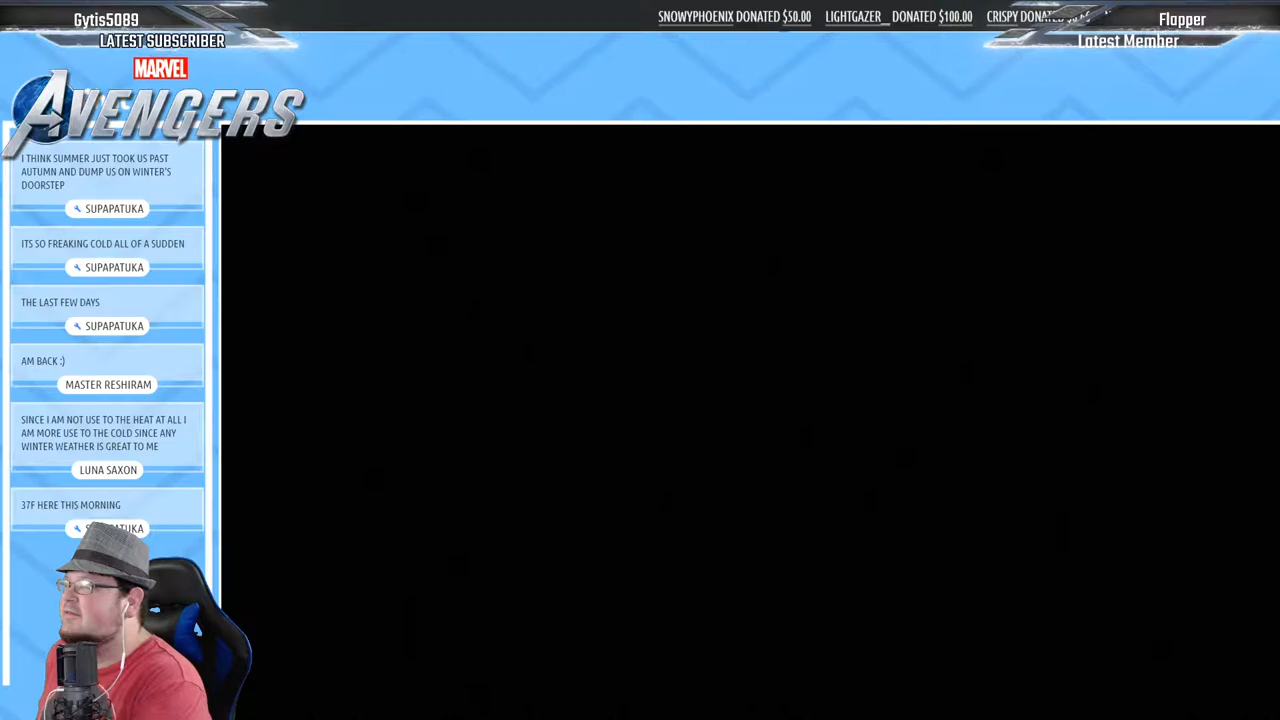 Gytis5089
LATEST SUBSCRIBER
SNOWYPHOENIX DONATED $50.00 LIGHTGAZER__ DONATED $100.00 CRISPY
Flapper
Latest Member
MARVEL
AVENGERS
I THINK SUMMER JUST TOOK US PAST
AUTUMN AND DUMP US ON WINTER'S
DOORSTEP
SUPAPATUKA
ITS SO FREAKING COLD ALL OF A SUDDEN
SUPAPATUKA
THE LAST FEW DAYS
SUPAPATUKA
AM BACK :)
MASTER RESHIRAM
SINCE I AM NOT USE TO THE HEAT AT ALL I
AM MORE USE TO THE COLD SINCE ANY
WINTER WEATHER IS GREAT TO ME
LUNA SAXON
37F HERE THIS MORNING